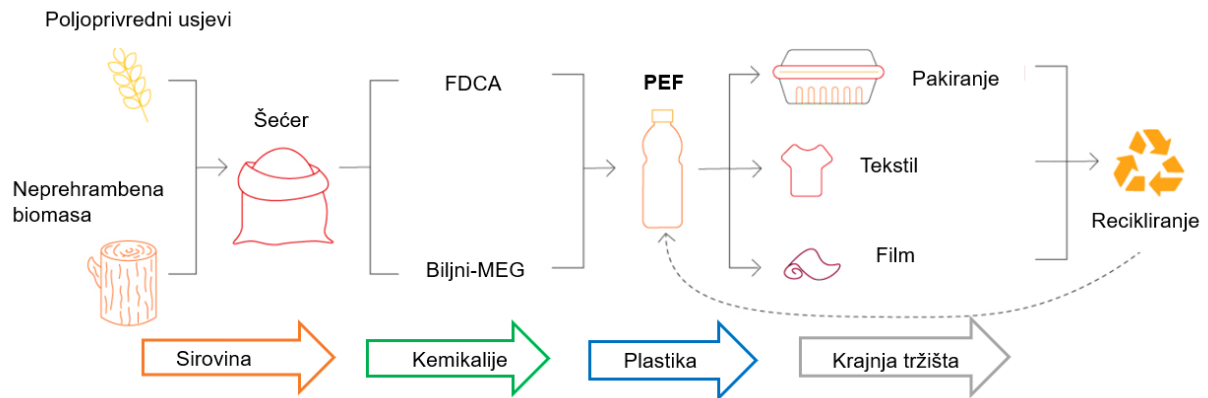 Poljoprivredni usjevi
Neprehrambena
biomasa
Šećer
FDCA
Biljni-MEG
PEF
Pakiranje
Tekstil
Film
Recikliranje
Sirovina
Kemikalije
Plastika
Krajnja tržišta